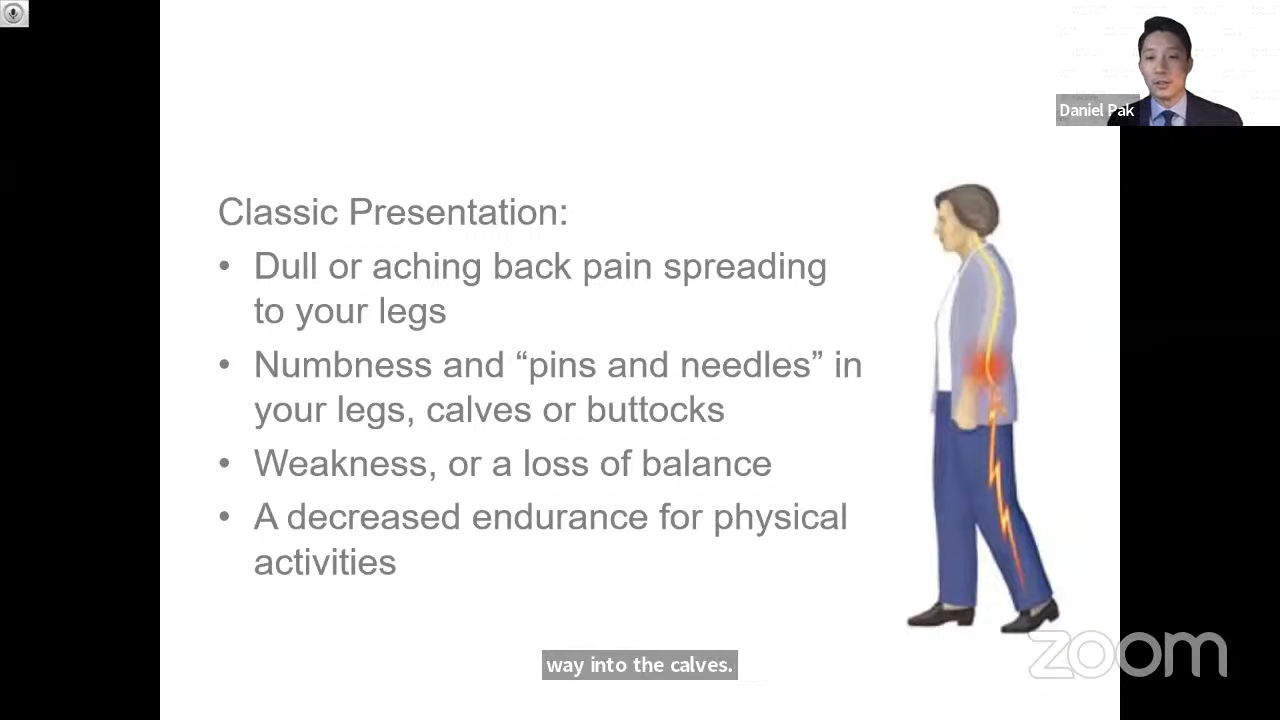 Daniel Pak
Classic Presentation:
• Dull or aching back pain spreading
to your legs
• Numbness and “pins and needles” in
your legs, calves or buttocks
• Weakness, or a loss of balance
• A decreased endurance for physical
activities
way into the calves.
zoom